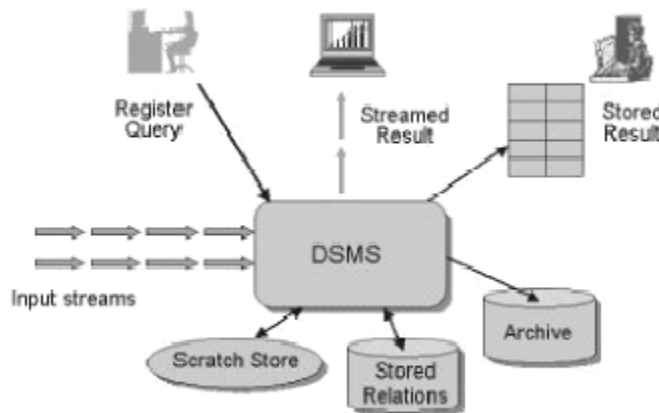 Register
Query
Streamed
Result
Stored
Result
DSMS
Input streams
Scratch Store
Stored
Relations
Archive